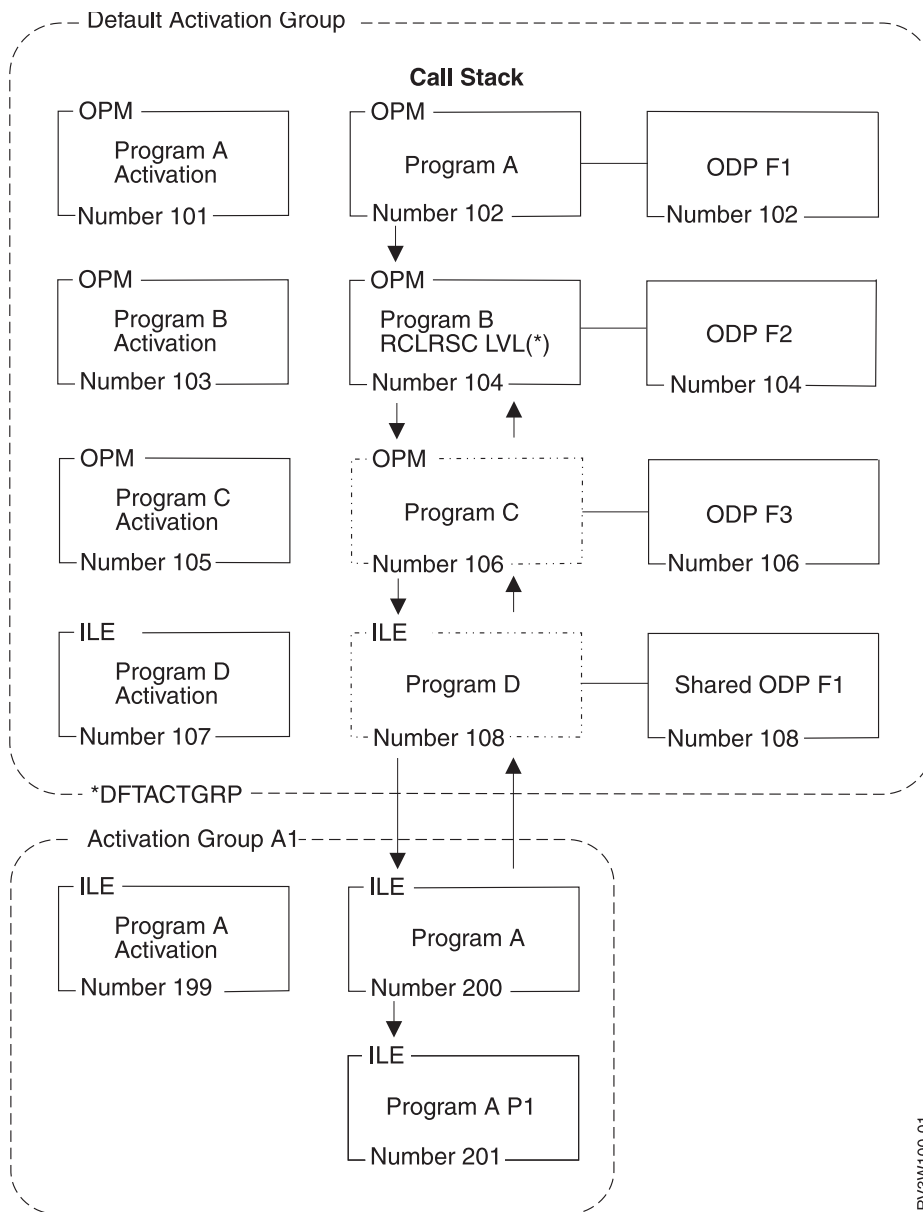 Default Activation Group
Call Stack
OPM
Program A
Activation
Number 101
OPM
Program A
Number 102
ODP F1
Number 102
OPM
Program B
Activation
Number 103
OPM
Program B
RCLRSC LVL(*)
Number 104
ODP F2
Number 104
OPM
Program C
Activation
Number 105
OPM
Program C
Number 106
ODP F3
Number 106
ILE
Program D
Activation
Number 107
ILE
Program D
Number 108
Shared ODP F1
Number 108
*DFTACTGRP
Activation Group A1
ILE
Program A
Activation
Number 199
ILE
Program A
Number 200
ILE
Program A P1
Number 201
RV3W100-01